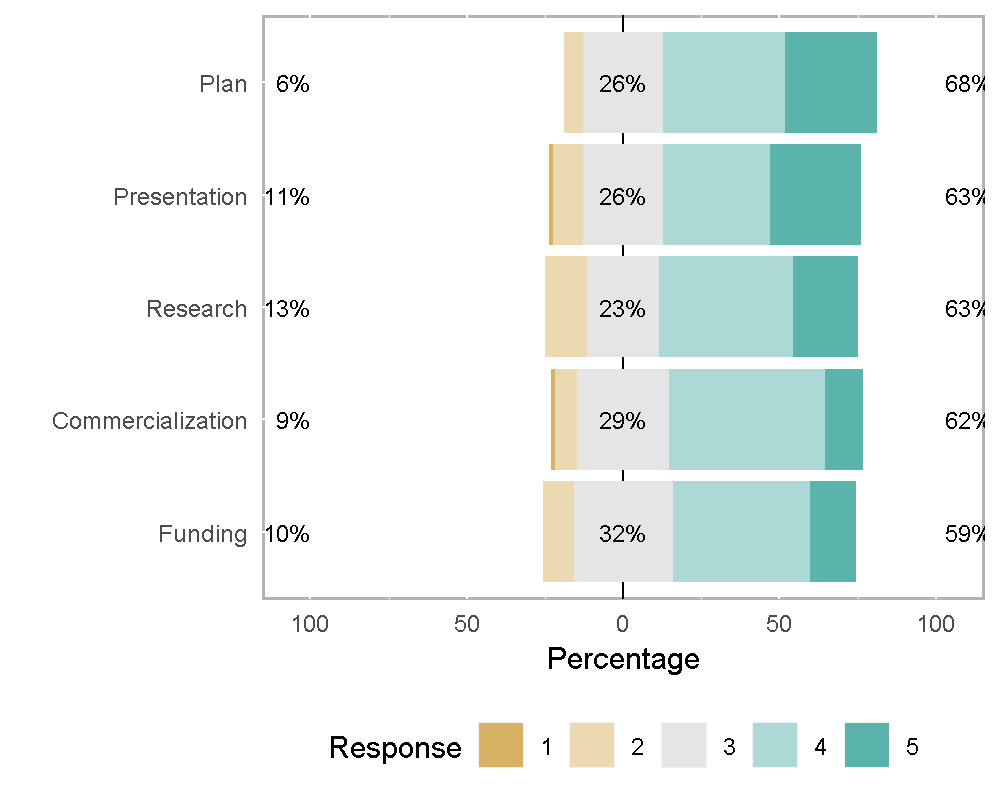 Plan 6% 26% 68%
Presentation 11% 26% 63%
Research 13% 23% 63%
Commercialization 9% 29% 62%
Funding 10% 32% 59%
100 50 0 50 100
Percentage
Response 1 2 3 4 5